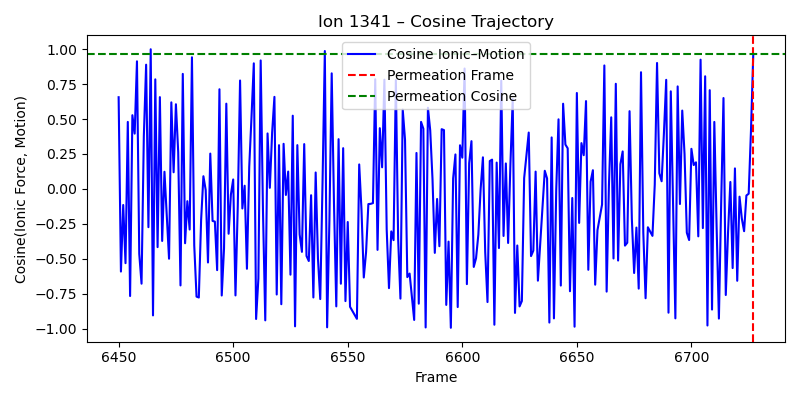 Ion 1341 – Cosine Trajectory
Cosine Ionic–Motion
Permeation Frame
Permeation Cosine
Cosine(Ionic Force, Motion)
1.00
0.75
0.50
0.25
0.00
−0.25
−0.50
−0.75
−1.00
6450
6500
6550
6600
6650
6700
Frame